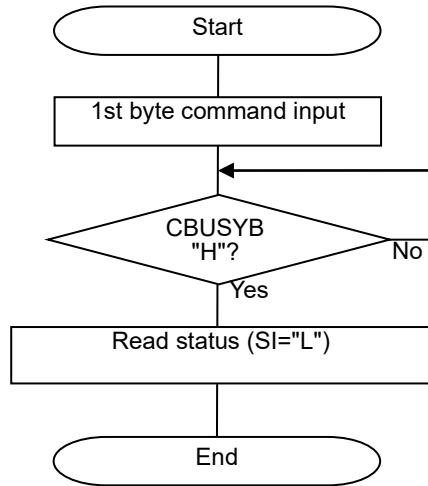 Start
1st byte command input
CBUSYB
"H"?
No
Yes
Read status (SI="L")
End